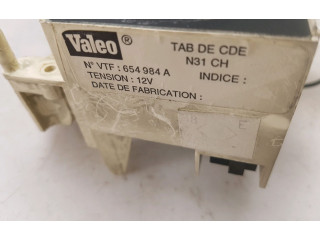 Valeo®
TAB DE CDE
N31 CH
N° VTF : 654 984 A
INDICE :
TENSION : 12V
DATE DE FABRICATION :